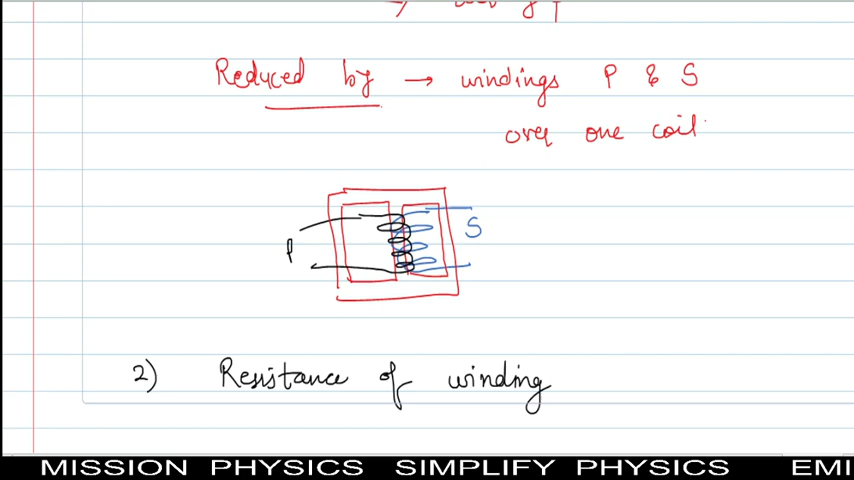 Reduced by → windings P & S
over one coil
P
S
2) Resistance of winding
MISSION PHYSICS SIMPLIFY PHYSICS EMI